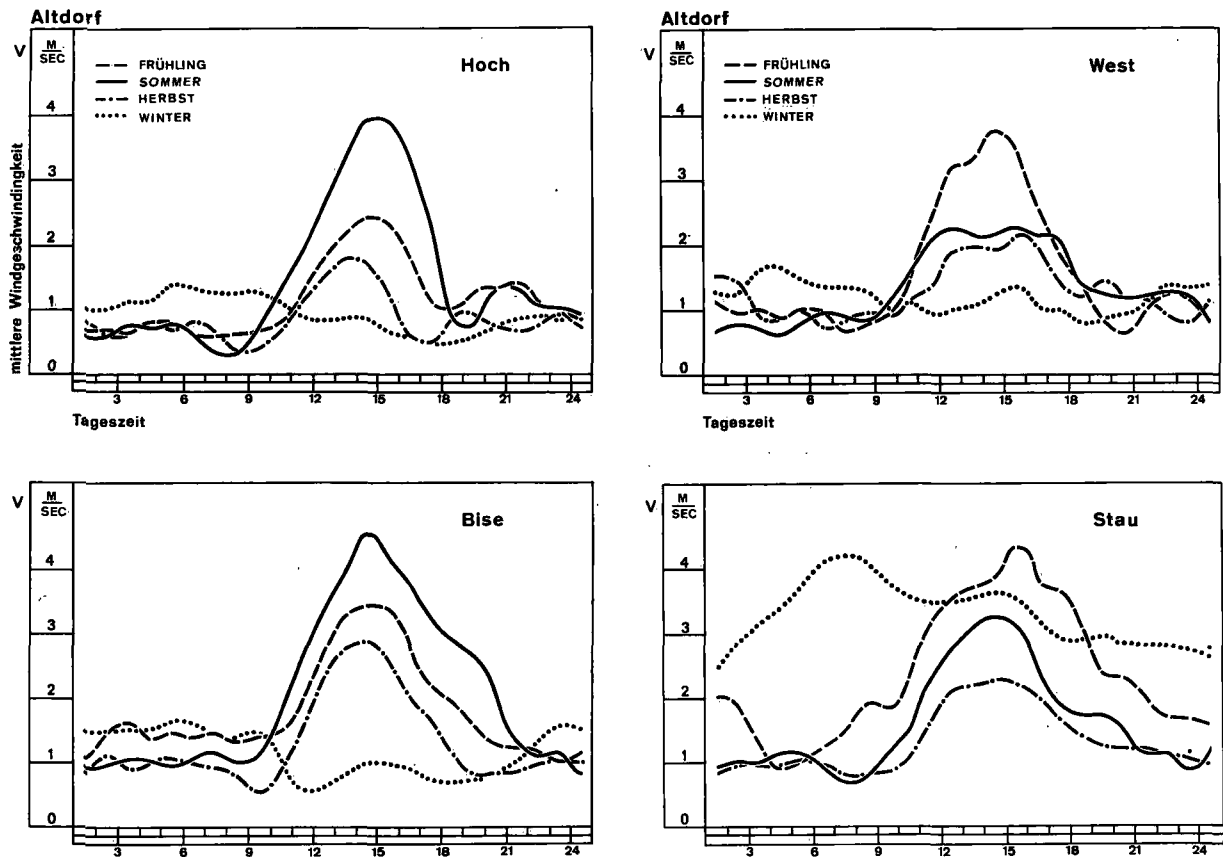 Altdorf
V M/SEC
Hoch
FRÜHLING
SOMMER
HERBST
WINTER
mittlere Windgeschwindingkeit
4
3
2
1
0
3 6 9 12 15 18 21 24
Tageszeit
Altdorf
V M/SEC
West
FRÜHLING
SOMMER
HERBST
WINTER
4
3
2
1
0
3 6 9 12 15 18 21 24
Tageszeit
V M/SEC
Bise
4
3
2
1
0
3 6 9 12 15 18 21 24
V M/SEC
Stau
4
3
2
1
0
3 6 9 12 15 18 21 24